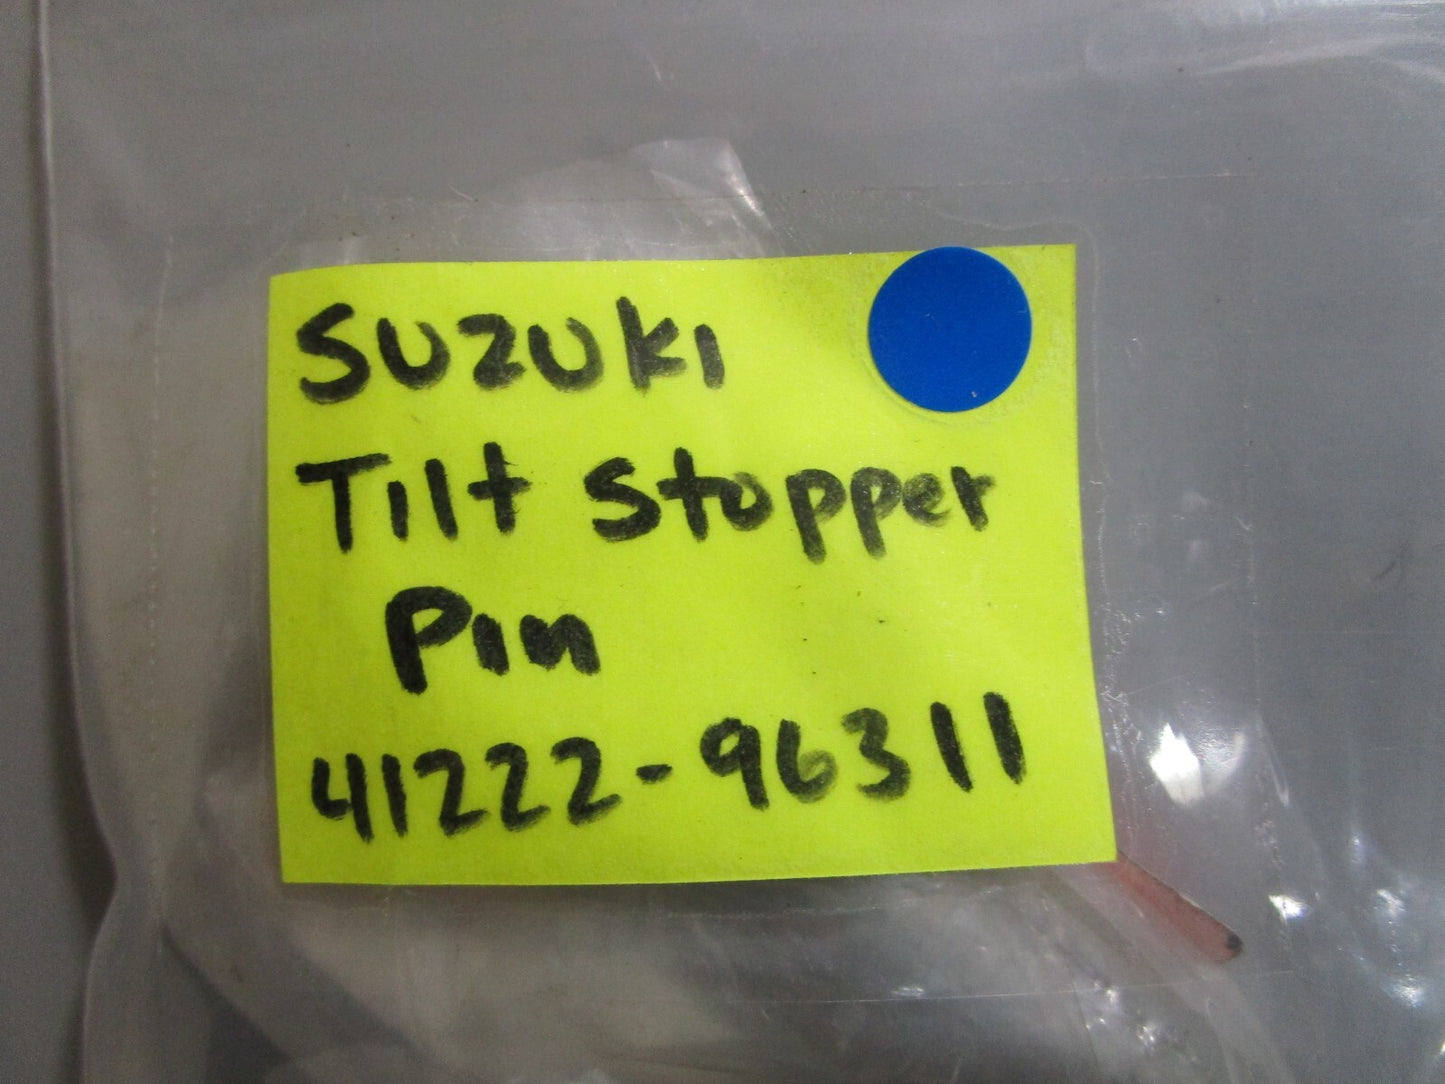 Suzuki
Tilt Stopper
Pin
41222-96311